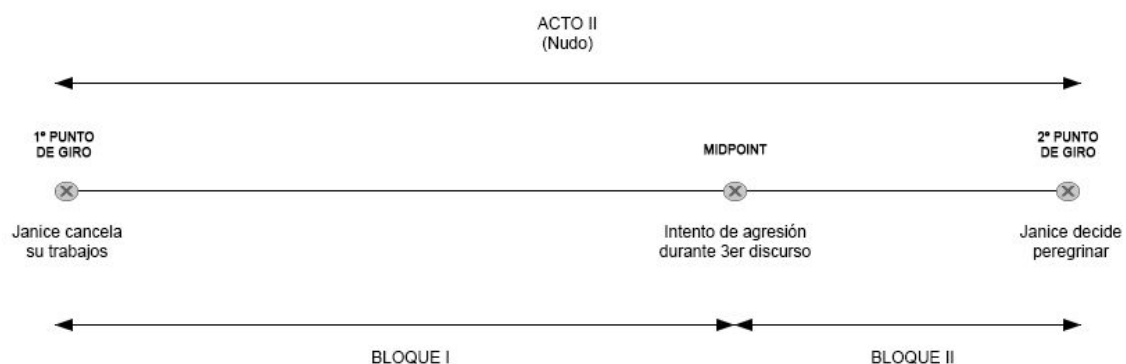 ACTO II
(Nudo)
1º PUNTO
DE GIRO
MIDPOINT
2º PUNTO
DE GIRO
Janice cancela
su trabajos
Intento de agresión
durante 3er discurso
Janice decide
peregrinar
BLOQUE I
BLOQUE II